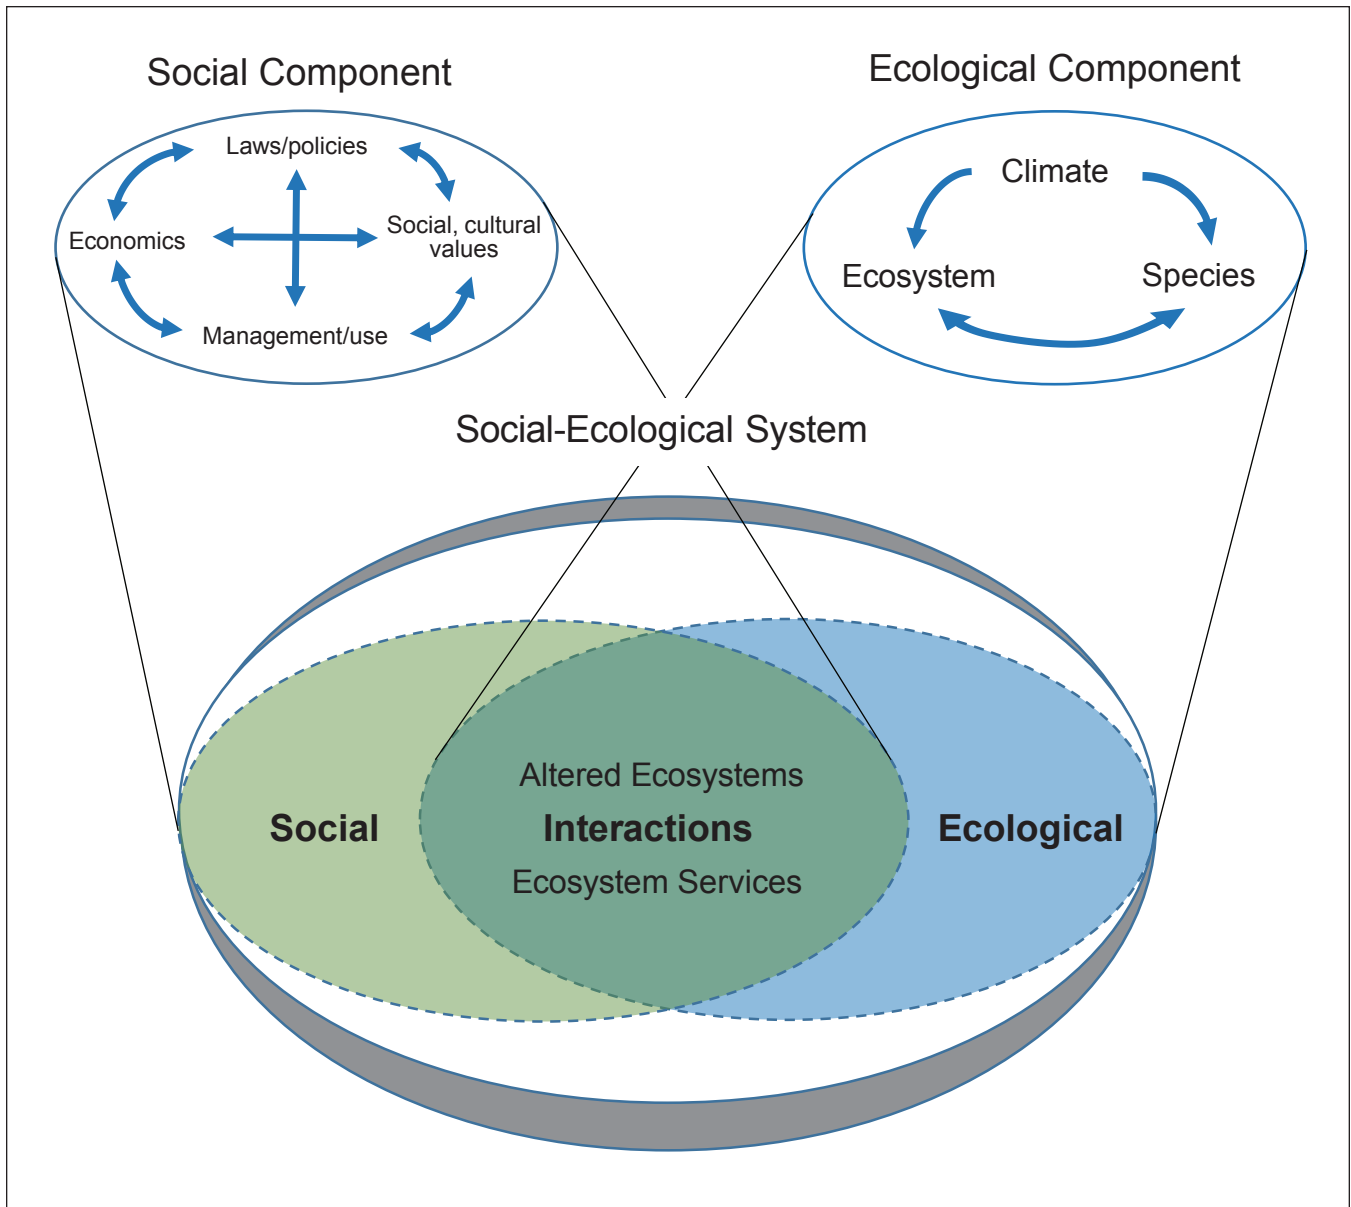 Social Component
Ecological Component
Laws/policies
Economics
Social, cultural
values
Management/use
Climate
Ecosystem
Species
Social-Ecological System
Altered Ecosystems
Social
Interactions
Ecological
Ecosystem Services